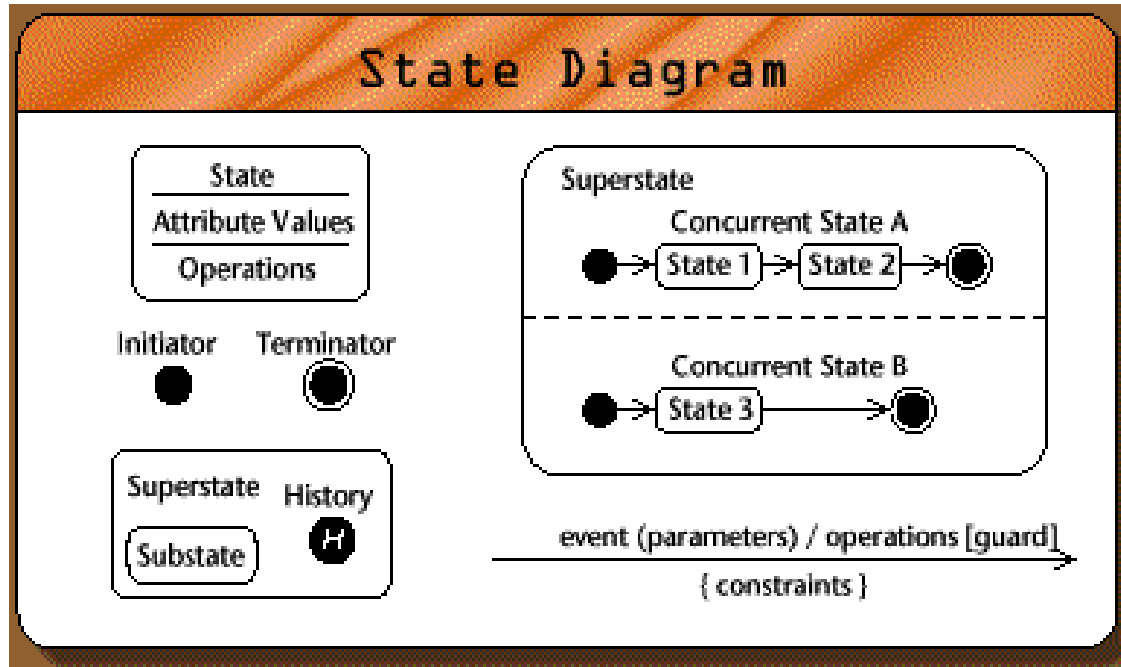 State Diagram
State
Attribute Values
Operations
Initiator
Terminator
Superstate
History
H
Substate
Superstate
Concurrent State A
State 1
State 2
Concurrent State B
State 3
event (parameters) / operations [guard]
{ constraints }